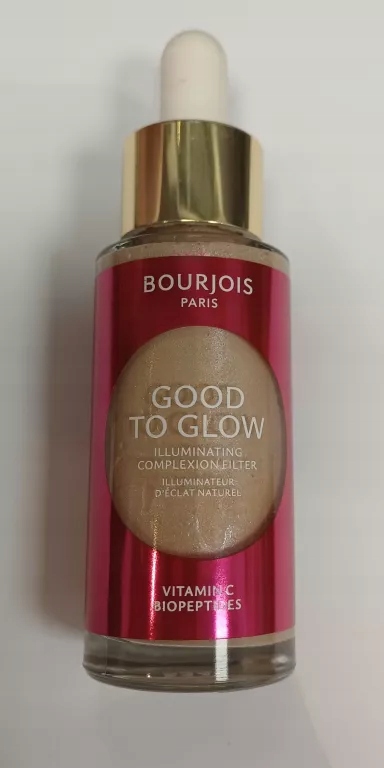 BOURJOIS
PARIS
GOOD
TO GLOW
ILLUMINATING
COMPLEXION FILTER
ILLUMINATEUR
D'ÉCLAT NATUREL
VITAMIN C
BIOPEPTIDES